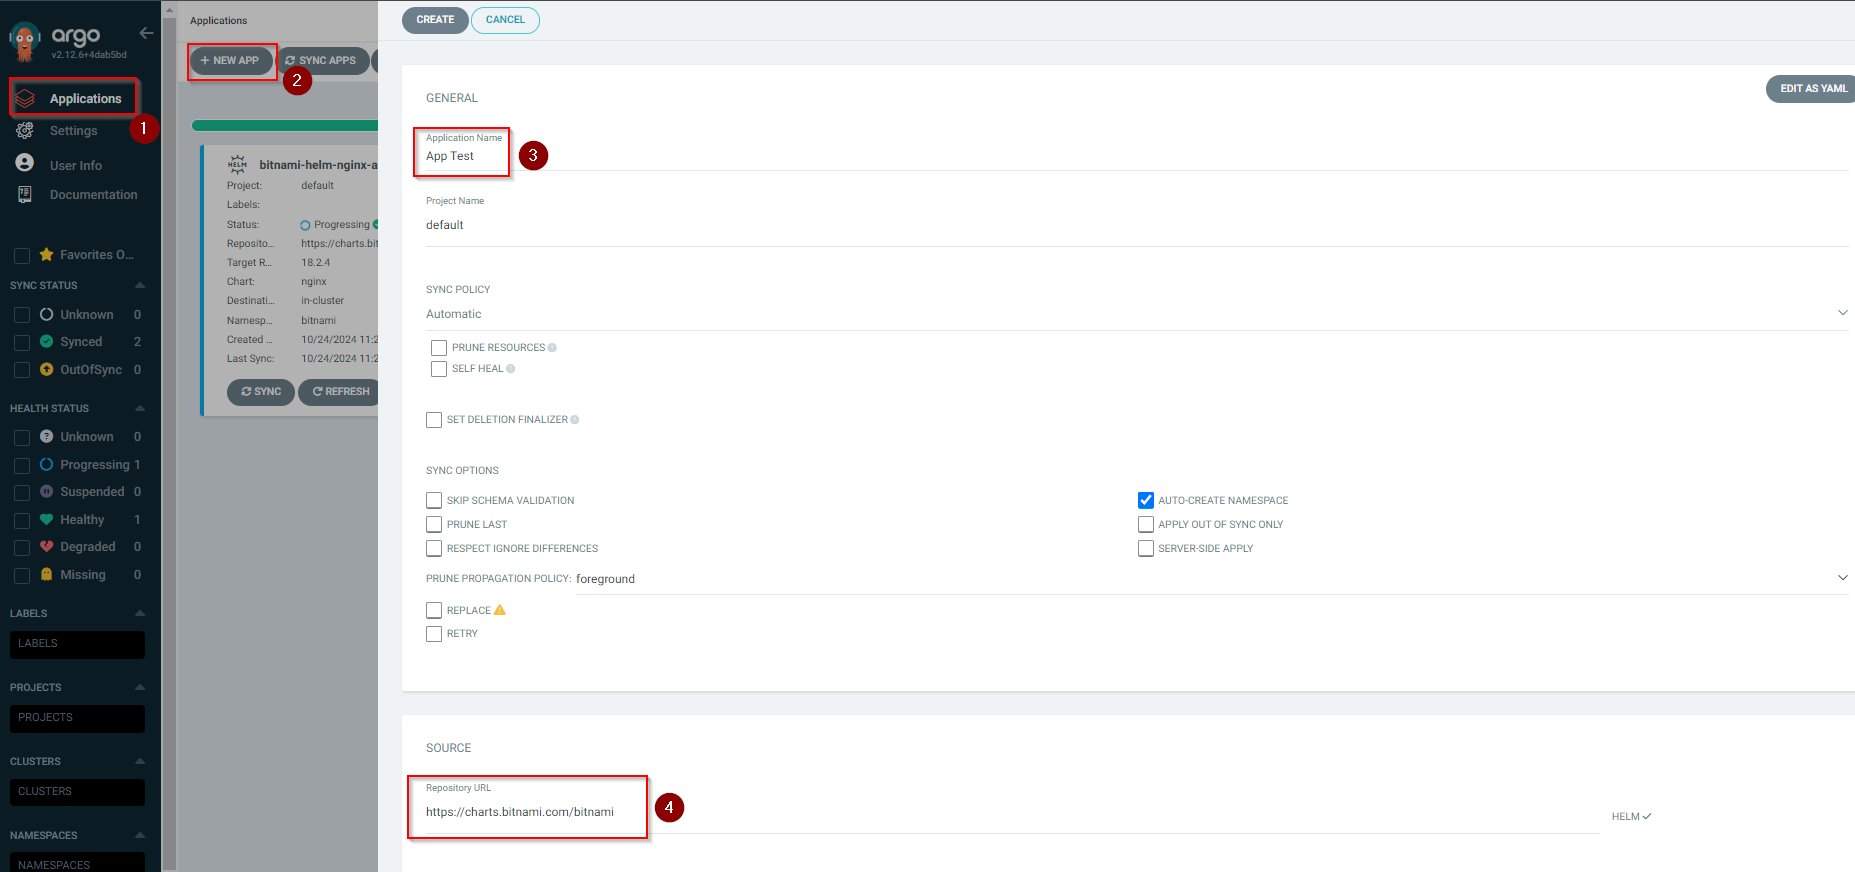 argo
v2.12.6+4dab5bd
Applications
1
Settings
User Info
Documentation
Favorites O...
SYNC STATUS
Unknown 0
Synced 2
OutOfSync 0
HEALTH STATUS
Unknown 0
Progressing 1
Suspended 0
Healthy 1
Degraded 0
Missing 0
LABELS
LABELS
PROJECTS
PROJECTS
CLUSTERS
CLUSTERS
NAMESPACES
NAMESPACES
Applications
+ NEW APP
SYNC APPS
2
HELM
bitnami-helm-nginx-a
Project: default
Labels:
Status: Progressing
Reposito... https://charts.bit
Target R... 18.2.4
Chart: nginx
Destinati... in-cluster
Namesp... bitnami
Created ... 10/24/2024 11:2
Last Sync: 10/24/2024 11:2
SYNC
REFRESH
CREATE
CANCEL
GENERAL
EDIT AS YAML
Application Name
App Test
3
Project Name
default
SYNC POLICY
Automatic
PRUNE RESOURCES
SELF HEAL
SET DELETION FINALIZER
SYNC OPTIONS
SKIP SCHEMA VALIDATION
AUTO-CREATE NAMESPACE
PRUNE LAST
APPLY OUT OF SYNC ONLY
RESPECT IGNORE DIFFERENCES
SERVER-SIDE APPLY
PRUNE PROPAGATION POLICY: foreground
REPLACE
RETRY
SOURCE
Repository URL
https://charts.bitnami.com/bitnami
4
HELM